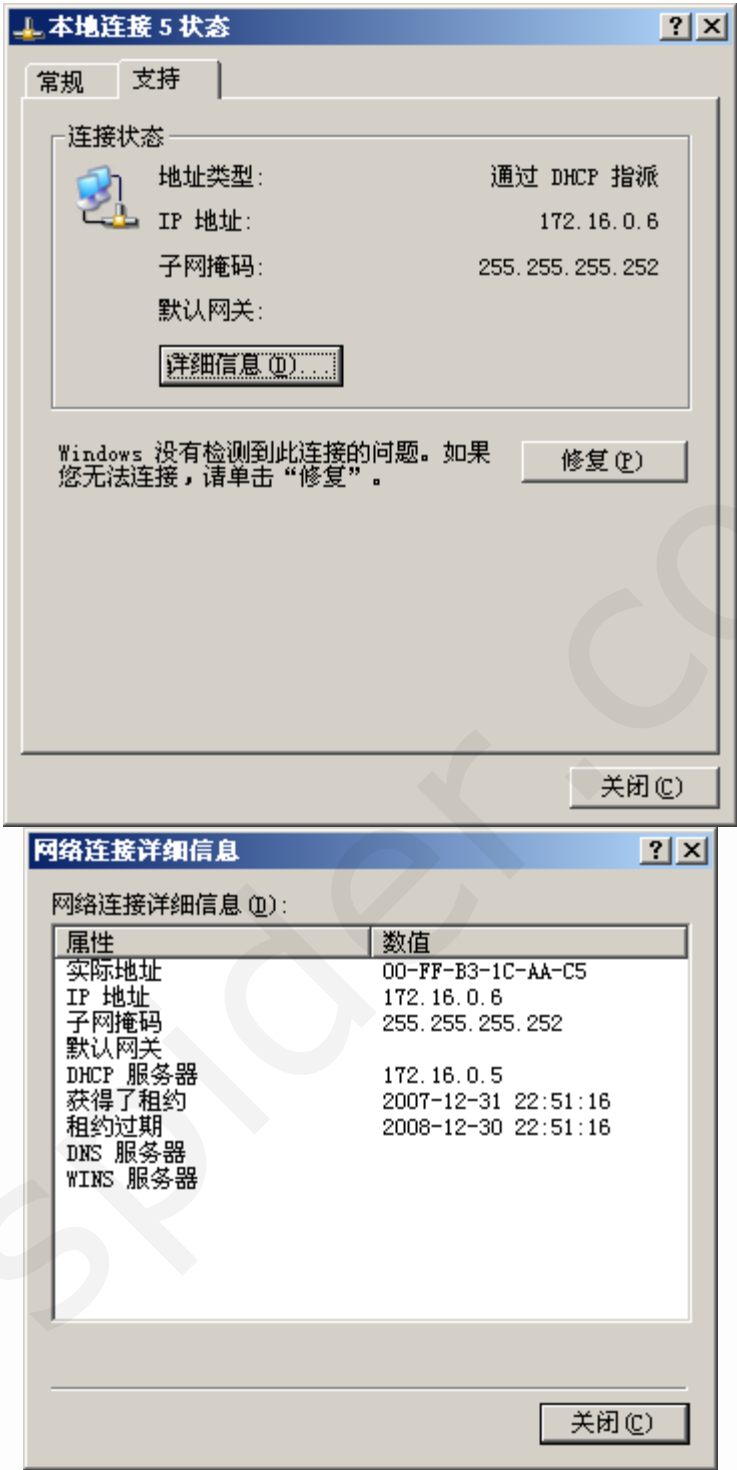 本地连接 5 状态
常规 支持
连接状态
地址类型: 通过 DHCP 指派
IP 地址: 172.16.0.6
子网掩码: 255.255.255.252
默认网关:
详细信息(D)...
Windows 没有检测到此连接的问题。如果
您无法连接，请单击“修复”。
修复(P)
关闭(C)
网络连接详细信息
网络连接详细信息(D):
属性 数值
实际地址 00-FF-B3-1C-AA-C5
IP 地址 172.16.0.6
子网掩码 255.255.255.252
默认网关
DHCP 服务器 172.16.0.5
获得了租约 2007-12-31 22:51:16
租约过期 2008-12-30 22:51:16
DNS 服务器
WINS 服务器
关闭(C)
spider.co